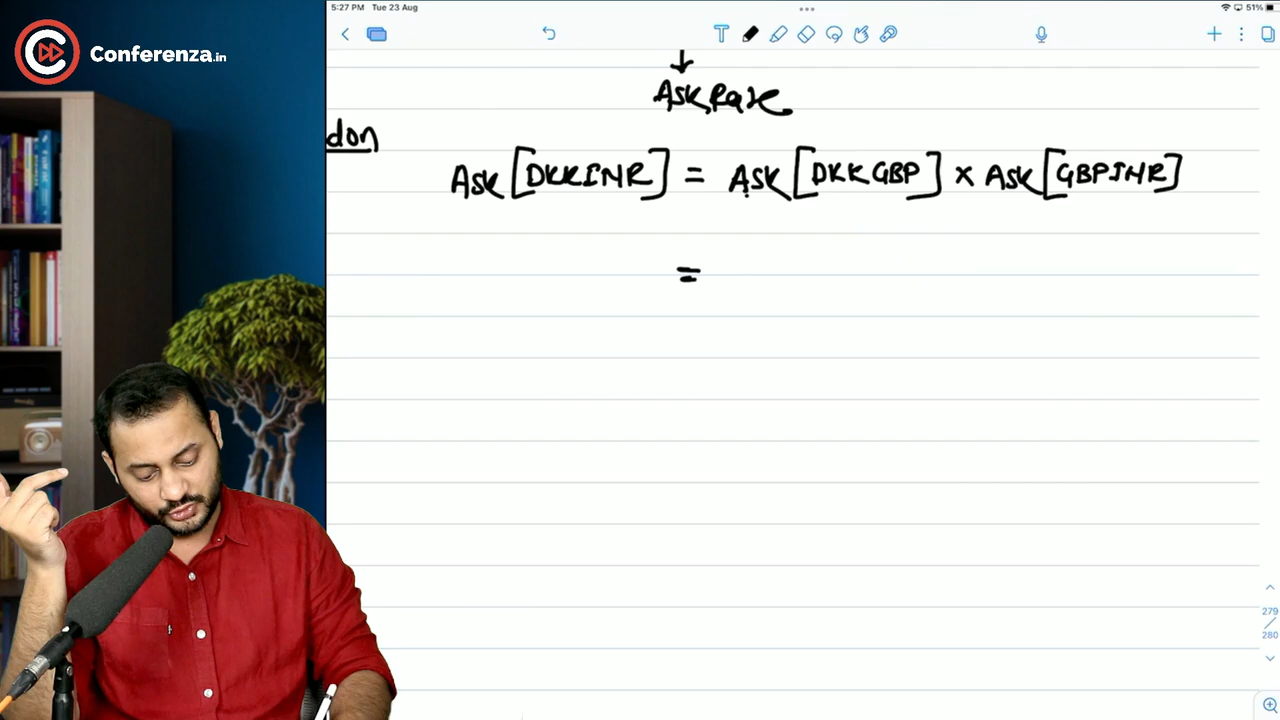 5:27 PM Tue 23 Aug
51%
Conferenza.in
Ask Rate
don
Ask [DKKINR] = Ask [DKKGBP] × Ask [GBPINR]
=
279
280